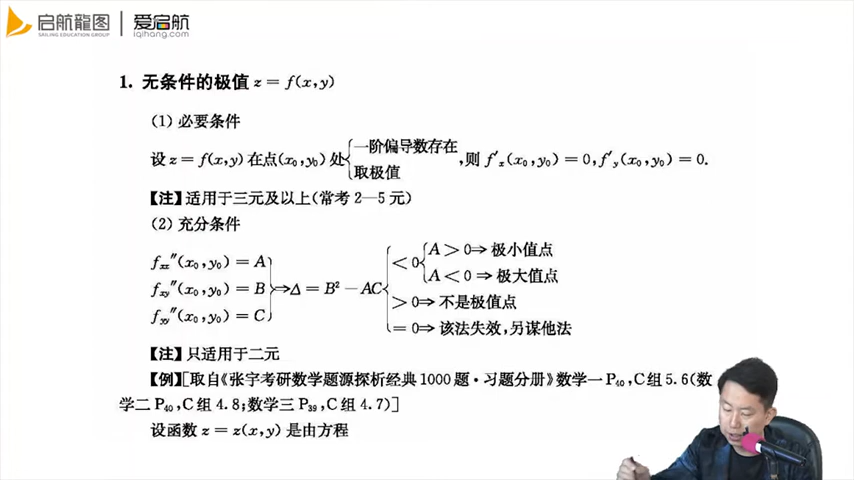 启航龍图 爱启航
SAILING EDUCATION GROUP iqihang.com
1. 无条件的极值 z = f(x,y)
(1) 必要条件
设 z = f(x,y) 在点(x₀,y₀) 处{一阶偏导数存在 取极值,则 f′ₓ(x₀,y₀) = 0,f′ᵧ(x₀,y₀) = 0.
【注】适用于三元及以上(常考 2—5 元)
(2) 充分条件
fₓₓ″(x₀,y₀) = A
fₓᵧ″(x₀,y₀) = B
fᵧᵧ″(x₀,y₀) = C
⇒Δ = B² − AC
< 0
A > 0⇒ 极小值点
A < 0 ⇒ 极大值点
> 0⇒ 不是极值点
= 0⇒ 该法失效,另谋他法
【注】只适用于二元
【例】[取自《张宇考研数学题源探析经典 1000 题·习题分册》数学一 P₄₀,C 组 5.6(数
学二 P₄₀,C 组 4.8;数学三 P₃₉,C 组 4.7)]
设函数 z = z(x,y) 是由方程